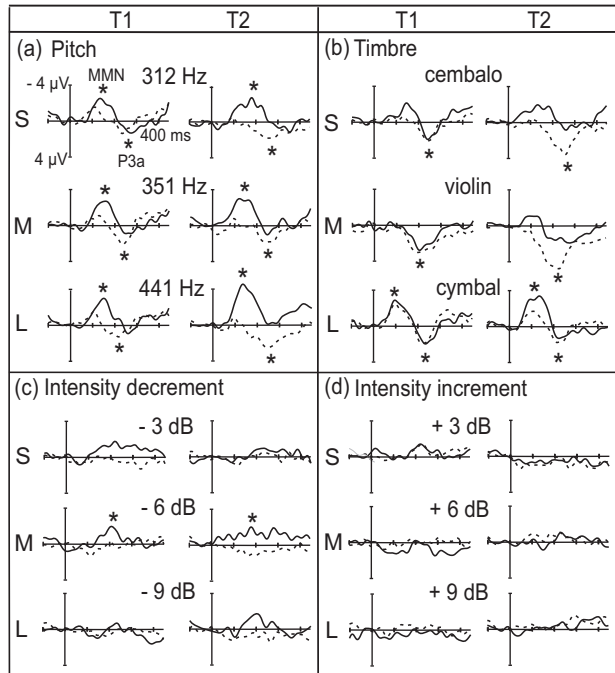 T1 T2 T1 T2
(a) Pitch
(b) Timbre
- 4 µV MMN 312 Hz
cembalo
*
*
S
400 ms
S
4 µV
*
P3a
*
*
*
351 Hz
violin
*
*
M
M
*
*
*
441 Hz
cymbal
*
*
*
*
L
L
*
*
*
*
(c) Intensity decrement
(d) Intensity increment
- 3 dB
+ 3 dB
S
S
- 6 dB
+ 6 dB
*
*
M
M
- 9 dB
+ 9 dB
L
L